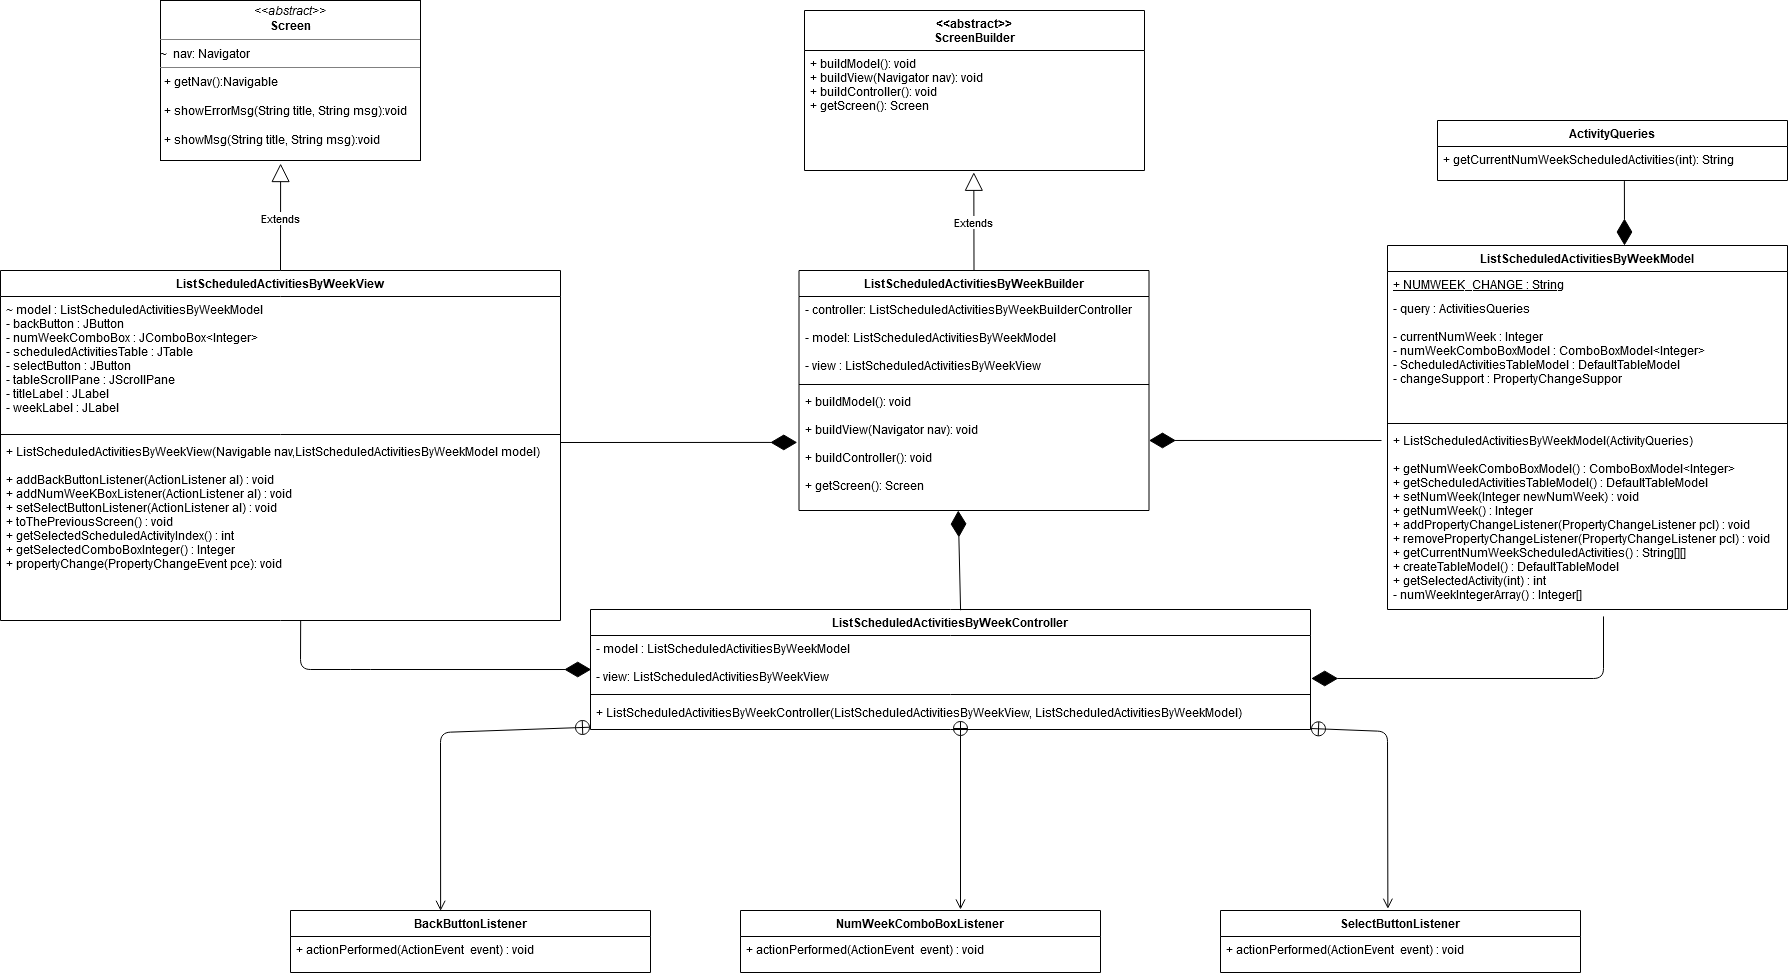 <<abstract>>
Screen
~ nav: Navigator
+ getNav():Navigable
+ showErrorMsg(String title, String msg):void
+ showMsg(String title, String msg):void
Extends
<<abstract>>
ScreenBuilder
+ buildModel(): void
+ buildView(Navigator nav): void
+ buildController(): void
+ getScreen(): Screen
Extends
ActivityQueries
+ getCurrentNumWeekScheduledActivities(int): String
ListScheduledActivitiesByWeekView
~ model : ListScheduledActivitiesByWeekModel
- backButton : JButton
- numWeekComboBox : JComboBox<Integer>
- scheduledActivitiesTable : JTable
- selectButton : JButton
- tableScrollPane : JScrollPane
- titleLabel : JLabel
- weekLabel : JLabel
+ ListScheduledActivitiesByWeekView(Navigable nav,ListScheduledActivitiesByWeekModel model)
+ addBackButtonListener(ActionListener al) : void
+ addNumWeeKBoxListener(ActionListener al) : void
+ setSelectButtonListener(ActionListener al) : void
+ toThePreviousScreen() : void
+ getSelectedScheduledActivityIndex() : int
+ getSelectedComboBoxInteger() : Integer
+ propertyChange(PropertyChangeEvent pce): void
ListScheduledActivitiesByWeekBuilder
- controller: ListScheduledActivitiesByWeekBuilderController
- model: ListScheduledActivitiesByWeekModel
- view : ListScheduledActivitiesByWeekView
+ buildModel(): void
+ buildView(Navigator nav): void
+ buildController(): void
+ getScreen(): Screen
ListScheduledActivitiesByWeekModel
+ NUMWEEK_CHANGE : String
- query : ActivitiesQueries
- currentNumWeek : Integer
- numWeekComboBoxModel : ComboBoxModel<Integer>
- ScheduledActivitiesTableModel : DefaultTableModel
- changeSupport : PropertyChangeSuppor
+ ListScheduledActivitiesByWeekModel(ActivityQueries)
+ getNumWeekComboBoxModel() : ComboBoxModel<Integer>
+ getScheduledActivitiesTableModel() : DefaultTableModel
+ setNumWeek(Integer newNumWeek) : void
+ getNumWeek() : Integer
+ addPropertyChangeListener(PropertyChangeListener pcl) : void
+ removePropertyChangeListener(PropertyChangeListener pcl) : void
+ getCurrentNumWeekScheduledActivities() : String[][]
+ createTableModel() : DefaultTableModel
+ getSelectedActivity(int) : int
- numWeekIntegerArray() : Integer[]
ListScheduledActivitiesByWeekController
- model : ListScheduledActivitiesByWeekModel
- view: ListScheduledActivitiesByWeekView
+ ListScheduledActivitiesByWeekController(ListScheduledActivitiesByWeekView, ListScheduledActivitiesByWeekModel)
BackButtonListener
+ actionPerformed(ActionEvent event) : void
NumWeekComboBoxListener
+ actionPerformed(ActionEvent event) : void
SelectButtonListener
+ actionPerformed(ActionEvent event) : void